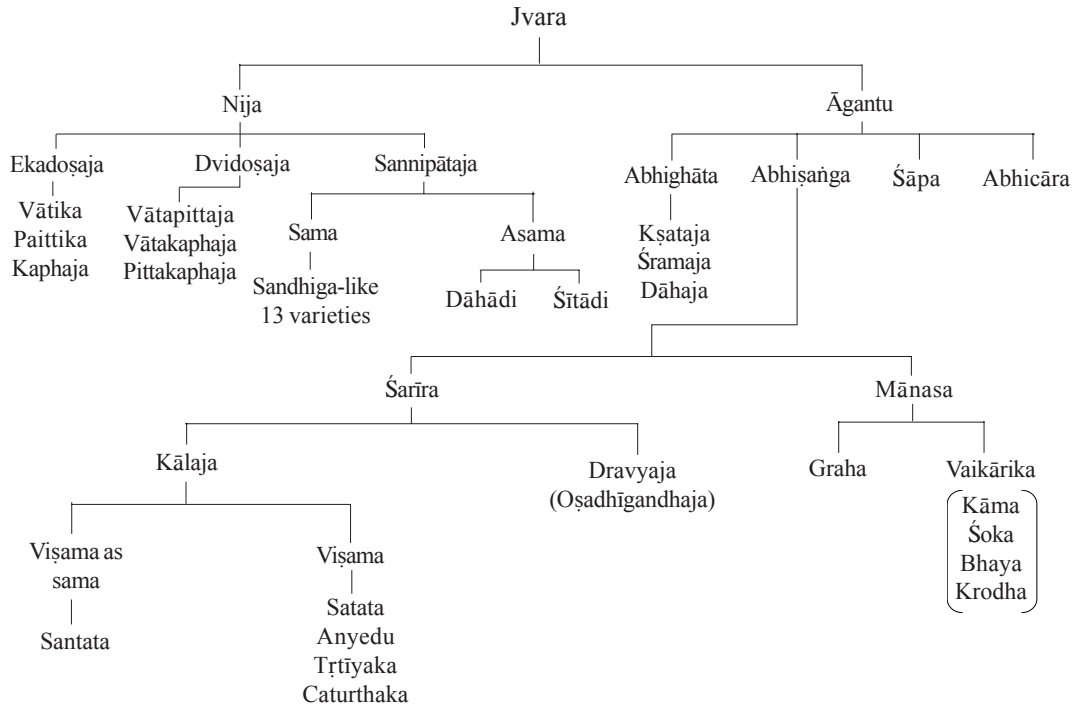 Jvara
Nija
Āgantu
Ekadoṣaja
Dvidoṣaja
Sannipātaja
Abhighāta
Abhiṣaṅga
Śāpa
Abhicāra
Vātika
Paittika
Kaphaja
Vātapittaja
Vātakaphaja
Pittakaphaja
Sama
Asama
Kṣataja
Śramaja
Dāhaja
Sandhiga-like
13 varieties
Dāhādi
Śītādi
Śarīra
Mānasa
Kālaja
Dravyaja
(Oṣadhīgandhaja)
Graha
Vaikārika
Kāma
Śoka
Bhaya
Krodha
Viṣama as
sama
Viṣama
Santata
Satata
Anyedu
Tṛtīyaka
Caturthaka